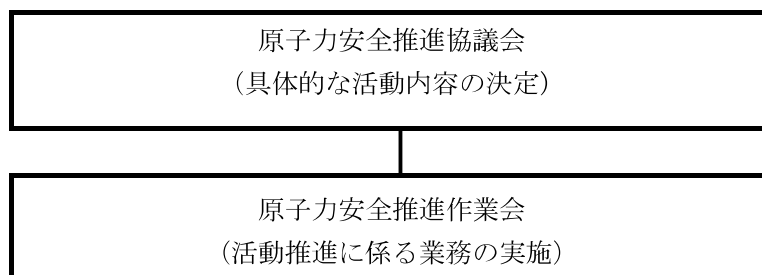 原子力安全推進協議会
（具体的な活動内容の決定）
原子力安全推進作業会
（活動推進に係る業務の実施）